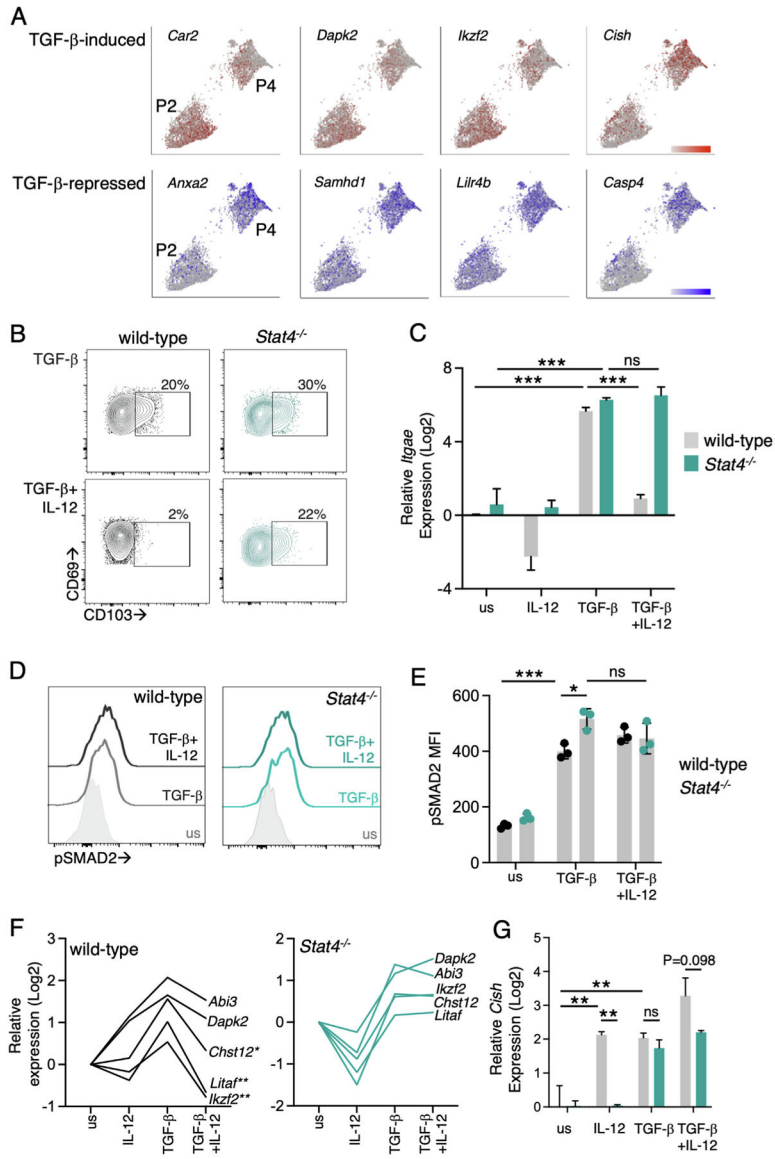 A
TGF-β-induced
Car2
Dapk2
Ikzf2
Cish
P2
P4
TGF-β-repressed
Anxa2
Samhd1
Lilr4b
Casp4
P2
P4
B
wild-type
Stat4-/-
TGF-β
20%
30%
TGF-β+
IL-12
2%
22%
CD69→
CD103→
C
Relative Itgae
Expression (Log2)
8
4
0
-4
***
ns
***
***
us
IL-12
TGF-β
TGF-β
+IL-12
wild-type
Stat4-/-
D
wild-type
TGF-β+
IL-12
TGF-β
us
pSMAD2→
Stat4-/-
TGF-β+
IL-12
TGF-β
us
E
pSMAD2 MFI
600
400
200
0
***
*
ns
us
TGF-β
TGF-β
+IL-12
wild-type
Stat4-/-
F
wild-type
Relative
expression (Log2)
3
2
1
0
-1
Abi3
Dapk2
Chst12*
Litaf**
Ikzf2**
us
IL-12
TGF-β
TGF-β
+IL-12
Stat4-/-
2
1
0
-1
-2
Dapk2
Abi3
Ikzf2
Chst12
Litaf
us
IL-12
TGF-β
TGF-β
+IL-12
G
Relative Cish
Expression (Log2)
5
4
3
2
1
0
P=0.098
**
**
**
ns
us
IL-12
TGF-β
TGF-β
+IL-12